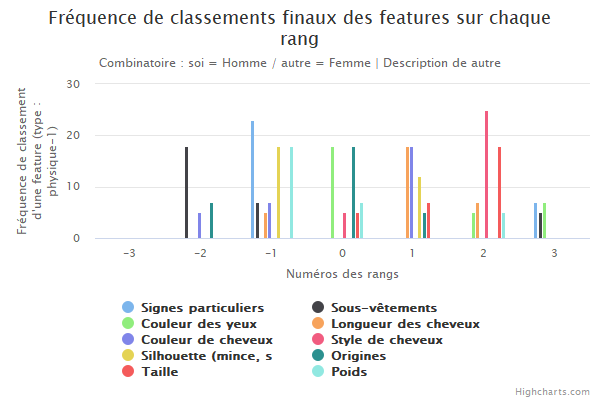 Fréquence de classements finaux des features sur chaque
rang
Combinatoire : soi = Homme / autre = Femme | Description de autre
Fréquence de classement
d'une feature (type :
physique-1)
30
20
10
0
-3
-2
-1
0
1
2
3
Numéros des rangs
Signes particuliers
Sous-vêtements
Couleur des yeux
Longueur des cheveux
Couleur de cheveux
Style de cheveux
Silhouette (mince, s
Origines
Taille
Poids
Highcharts.com